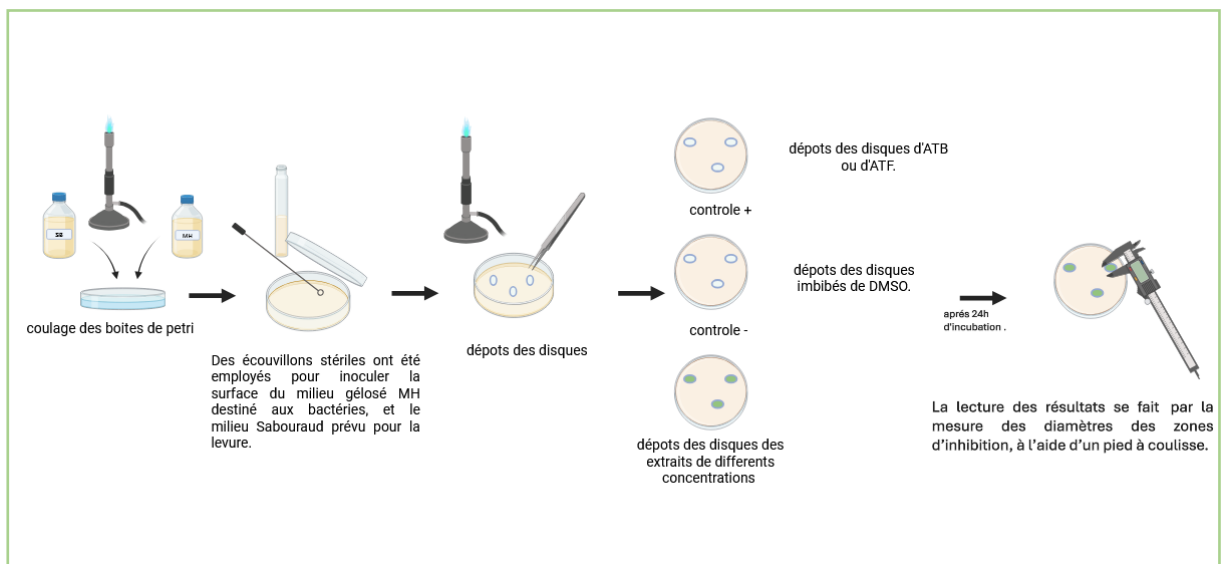 SB
coulage des boites de petri
Des écouvillons stériles ont été
employés pour inoculer la
surface du milieu gélosé MH
destiné aux bactéries, et le
milieu Sabouraud prévu pour la
levure.
dépots des disques
dépots des disques d'ATB
ou d'ATF.
controle +
dépots des disques
imbibés de DMSO.
controle -
dépots des disques des
extraits de differents
concentrations
aprés 24h
d'incubation .
La lecture des résultats se fait par la
mesure des diamètres des zones
d'inhibition, à l'aide d'un pied à coulisse.